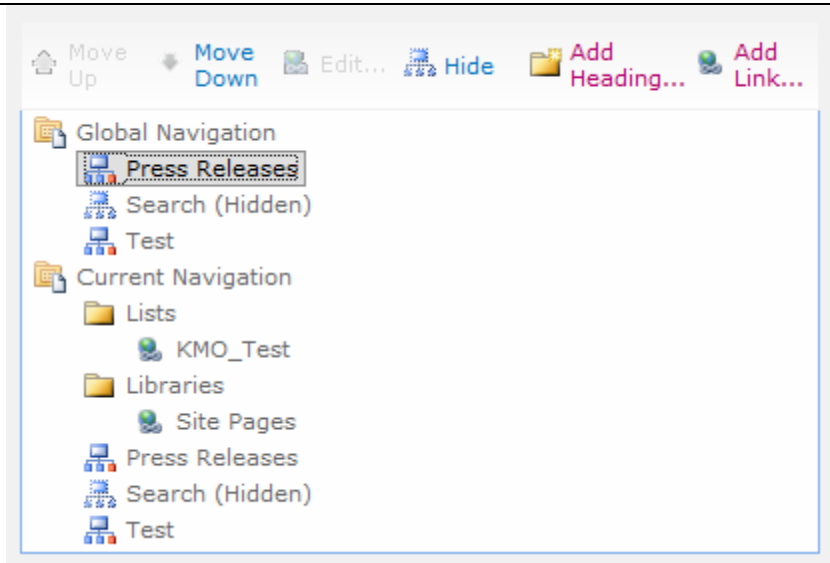 Move Up
Move Down
Edit...
Hide
Add Heading...
Add Link...
Global Navigation
Press Releases
Search (Hidden)
Test
Current Navigation
Lists
KMO_Test
Libraries
Site Pages
Press Releases
Search (Hidden)
Test